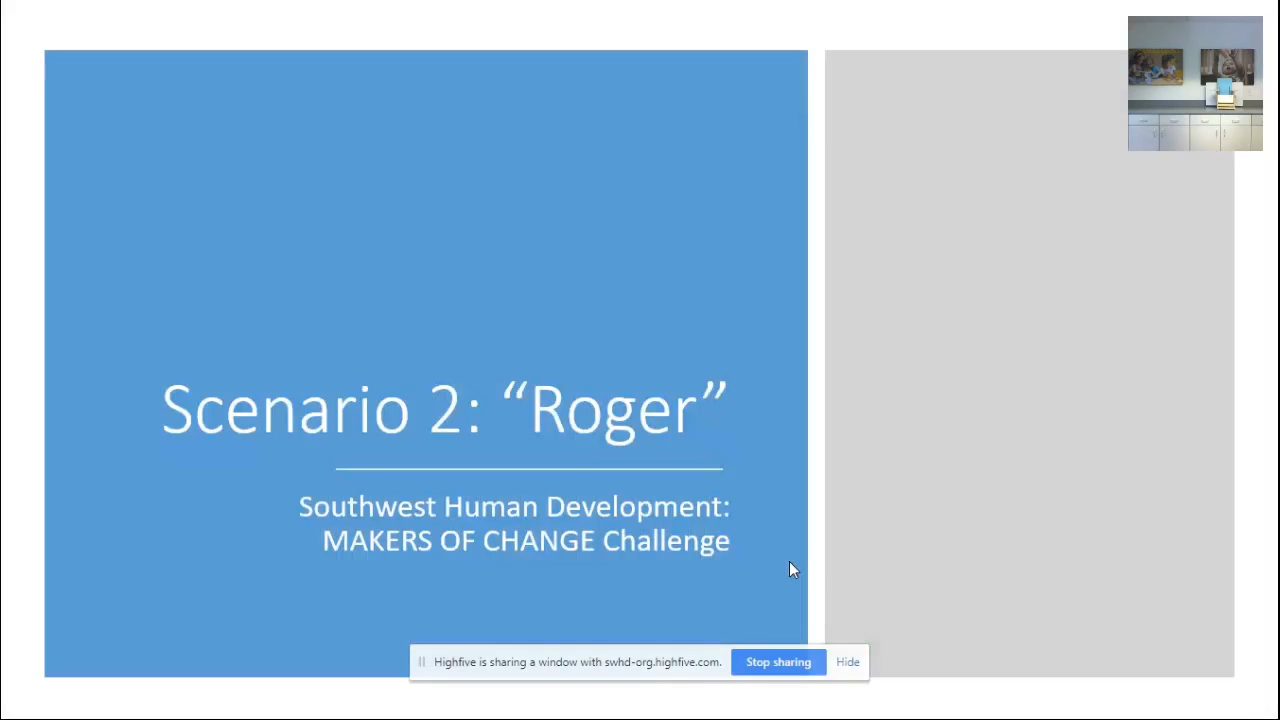 Scenario 2: “Roger”
Southwest Human Development:
MAKERS OF CHANGE Challenge
Highfive is sharing a window with swhd-org.highfive.com.
Stop sharing
Hide